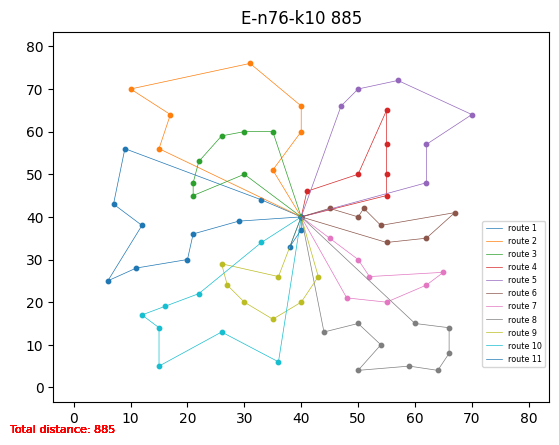 E-n76-k10 885
80
70
60
50
40
30
20
10
0
0 10 20 30 40 50 60 70 80
route 1
route 2
route 3
route 4
route 5
route 6
route 7
route 8
route 9
route 10
route 11
Total distance: 885